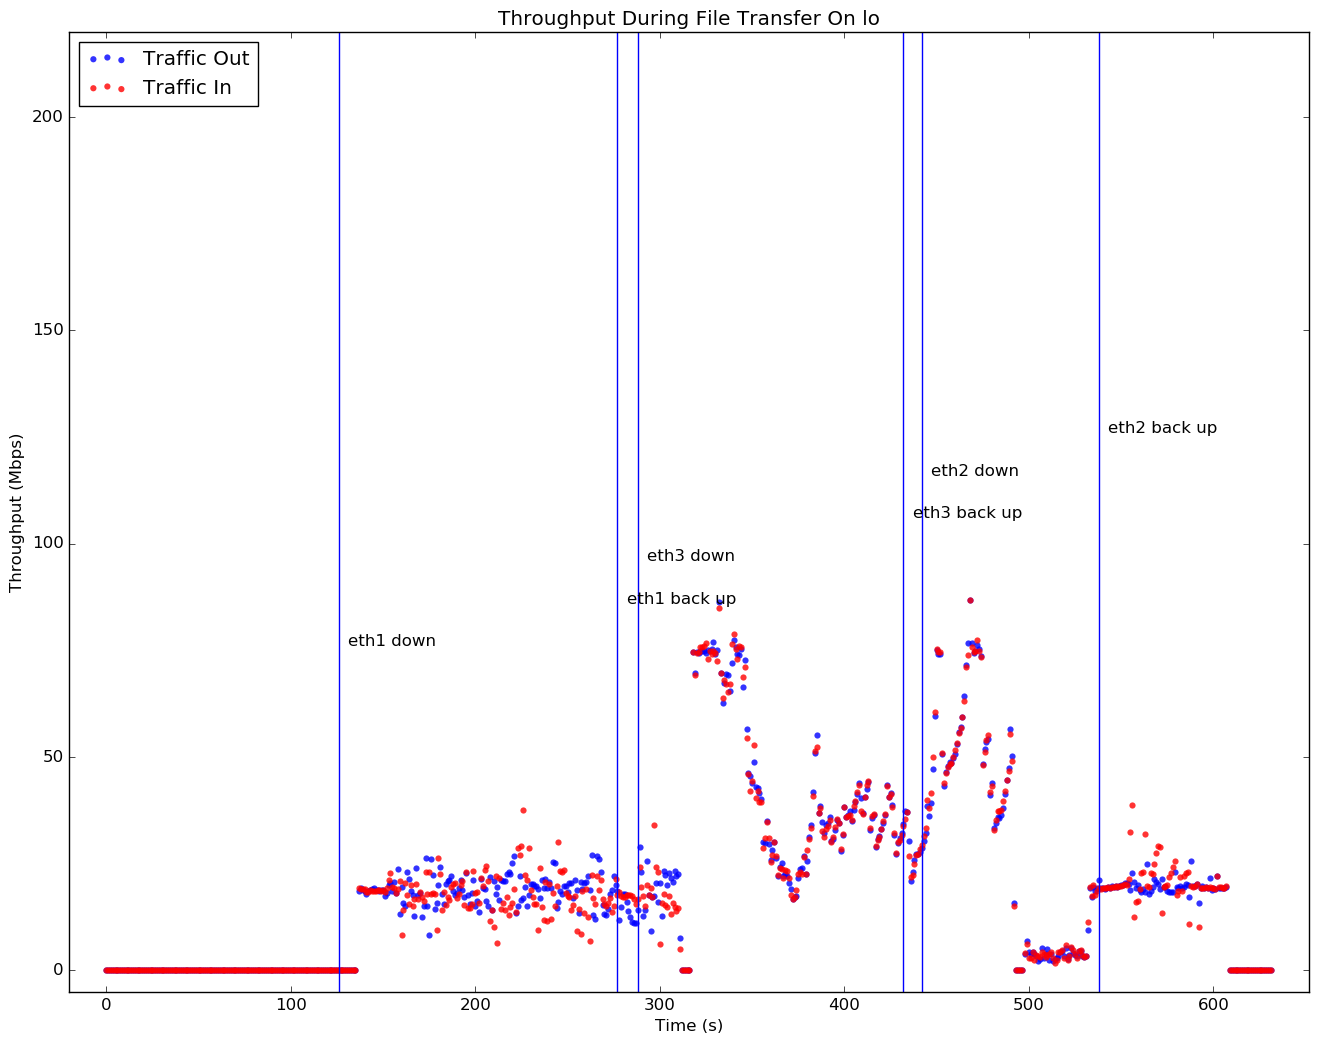 Throughput During File Transfer On lo
Traffic Out
Traffic In
200
150
100
50
0
Throughput (Mbps)
eth2 back up
eth2 down
eth3 back up
eth3 down
eth1 back up
eth1 down
0 100 200 300 400 500 600
Time (s)